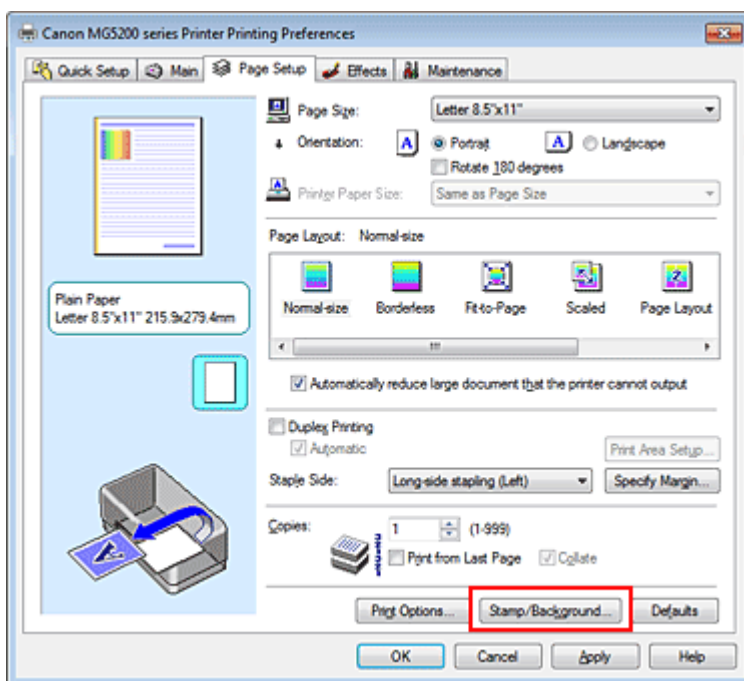 Canon MG5200 series Printer Printing Preferences
Quick Setup Main Page Setup Effects Maintenance
Page Size: Letter 8.5"x11"
Orientation: A Portrait A Landscape
Rotate 180 degrees
Printer Paper Size: Same as Page Size
Page Layout: Normal-size
Normal-size Borderless Fit-to-Page Scaled Page Layout
Plain Paper
Letter 8.5"x11" 215.9x279.4mm
Automatically reduce large document that the printer cannot output
Duplex Printing
Automatic Print Area Setup...
Staple Side: Long-side stapling (Left) Specify Margin...
Copies: 1 (1-999)
Print from Last Page Collate
Print Options... Stamp/Background... Defaults
OK Cancel Apply Help